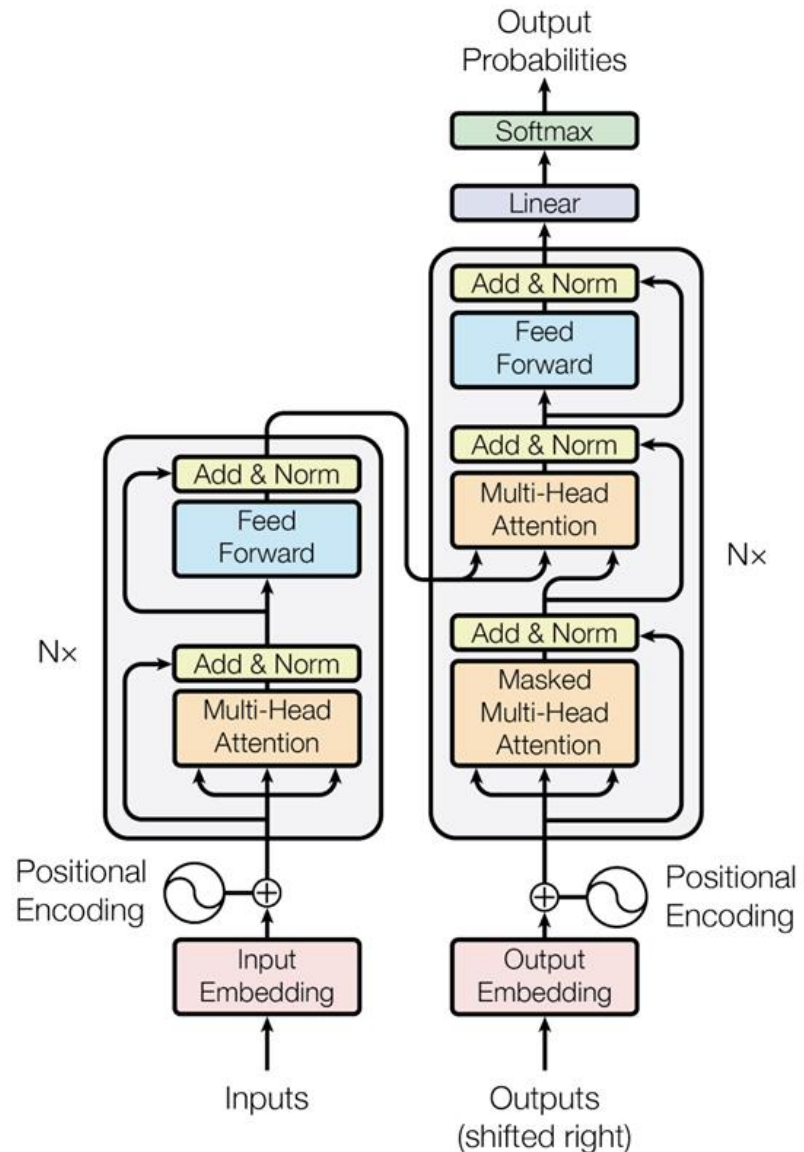 Output
Probabilities
Softmax
Linear
Add & Norm
Feed
Forward
Add & Norm
Multi-Head
Attention
Nx
Add & Norm
Masked
Multi-Head
Attention
Add & Norm
Feed
Forward
Nx
Add & Norm
Multi-Head
Attention
Positional
Encoding
Positional
Encoding
Input
Embedding
Output
Embedding
Inputs
Outputs
(shifted right)